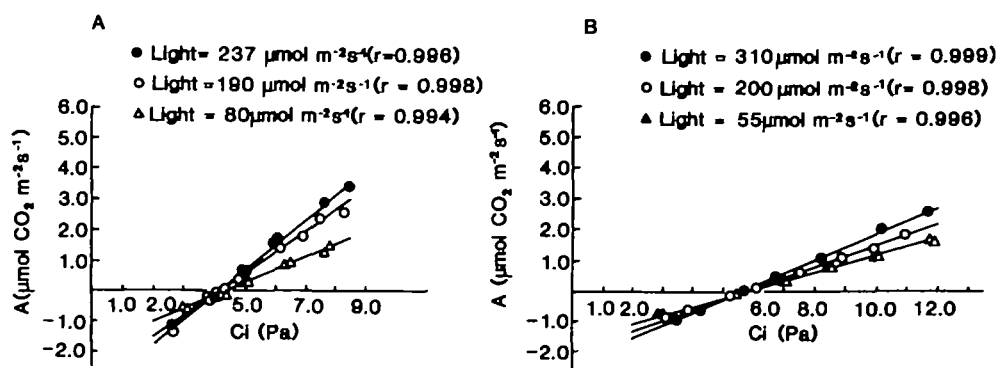 A
● Light= 237 μmol m⁻²s⁻¹(r=0.996)
○ Light=190 μmol m⁻²s⁻¹(r = 0.998)
△ Light = 80μmol m⁻²s⁻¹(r = 0.994)
A(μmol CO₂ m⁻²s⁻¹)
6.0
5.0
4.0
3.0
2.0
1.0
-1.0
-2.0
1.0 2.0 5.0 7.0 9.0
Ci (Pa)
B
● Light = 310μmol m⁻²s⁻¹(r = 0.999)
○ Light = 200μmol m⁻²s⁻¹(r = 0.998)
▲ Light = 55μmol m⁻²s⁻¹(r = 0.996)
A (μmol CO₂ m⁻²s⁻¹)
6.0
5.0
4.0
3.0
2.0
1.0
-1.0
-2.0
1.0 2.0 4.0 6.0 8.0 10.0 12.0
Ci (Pa)